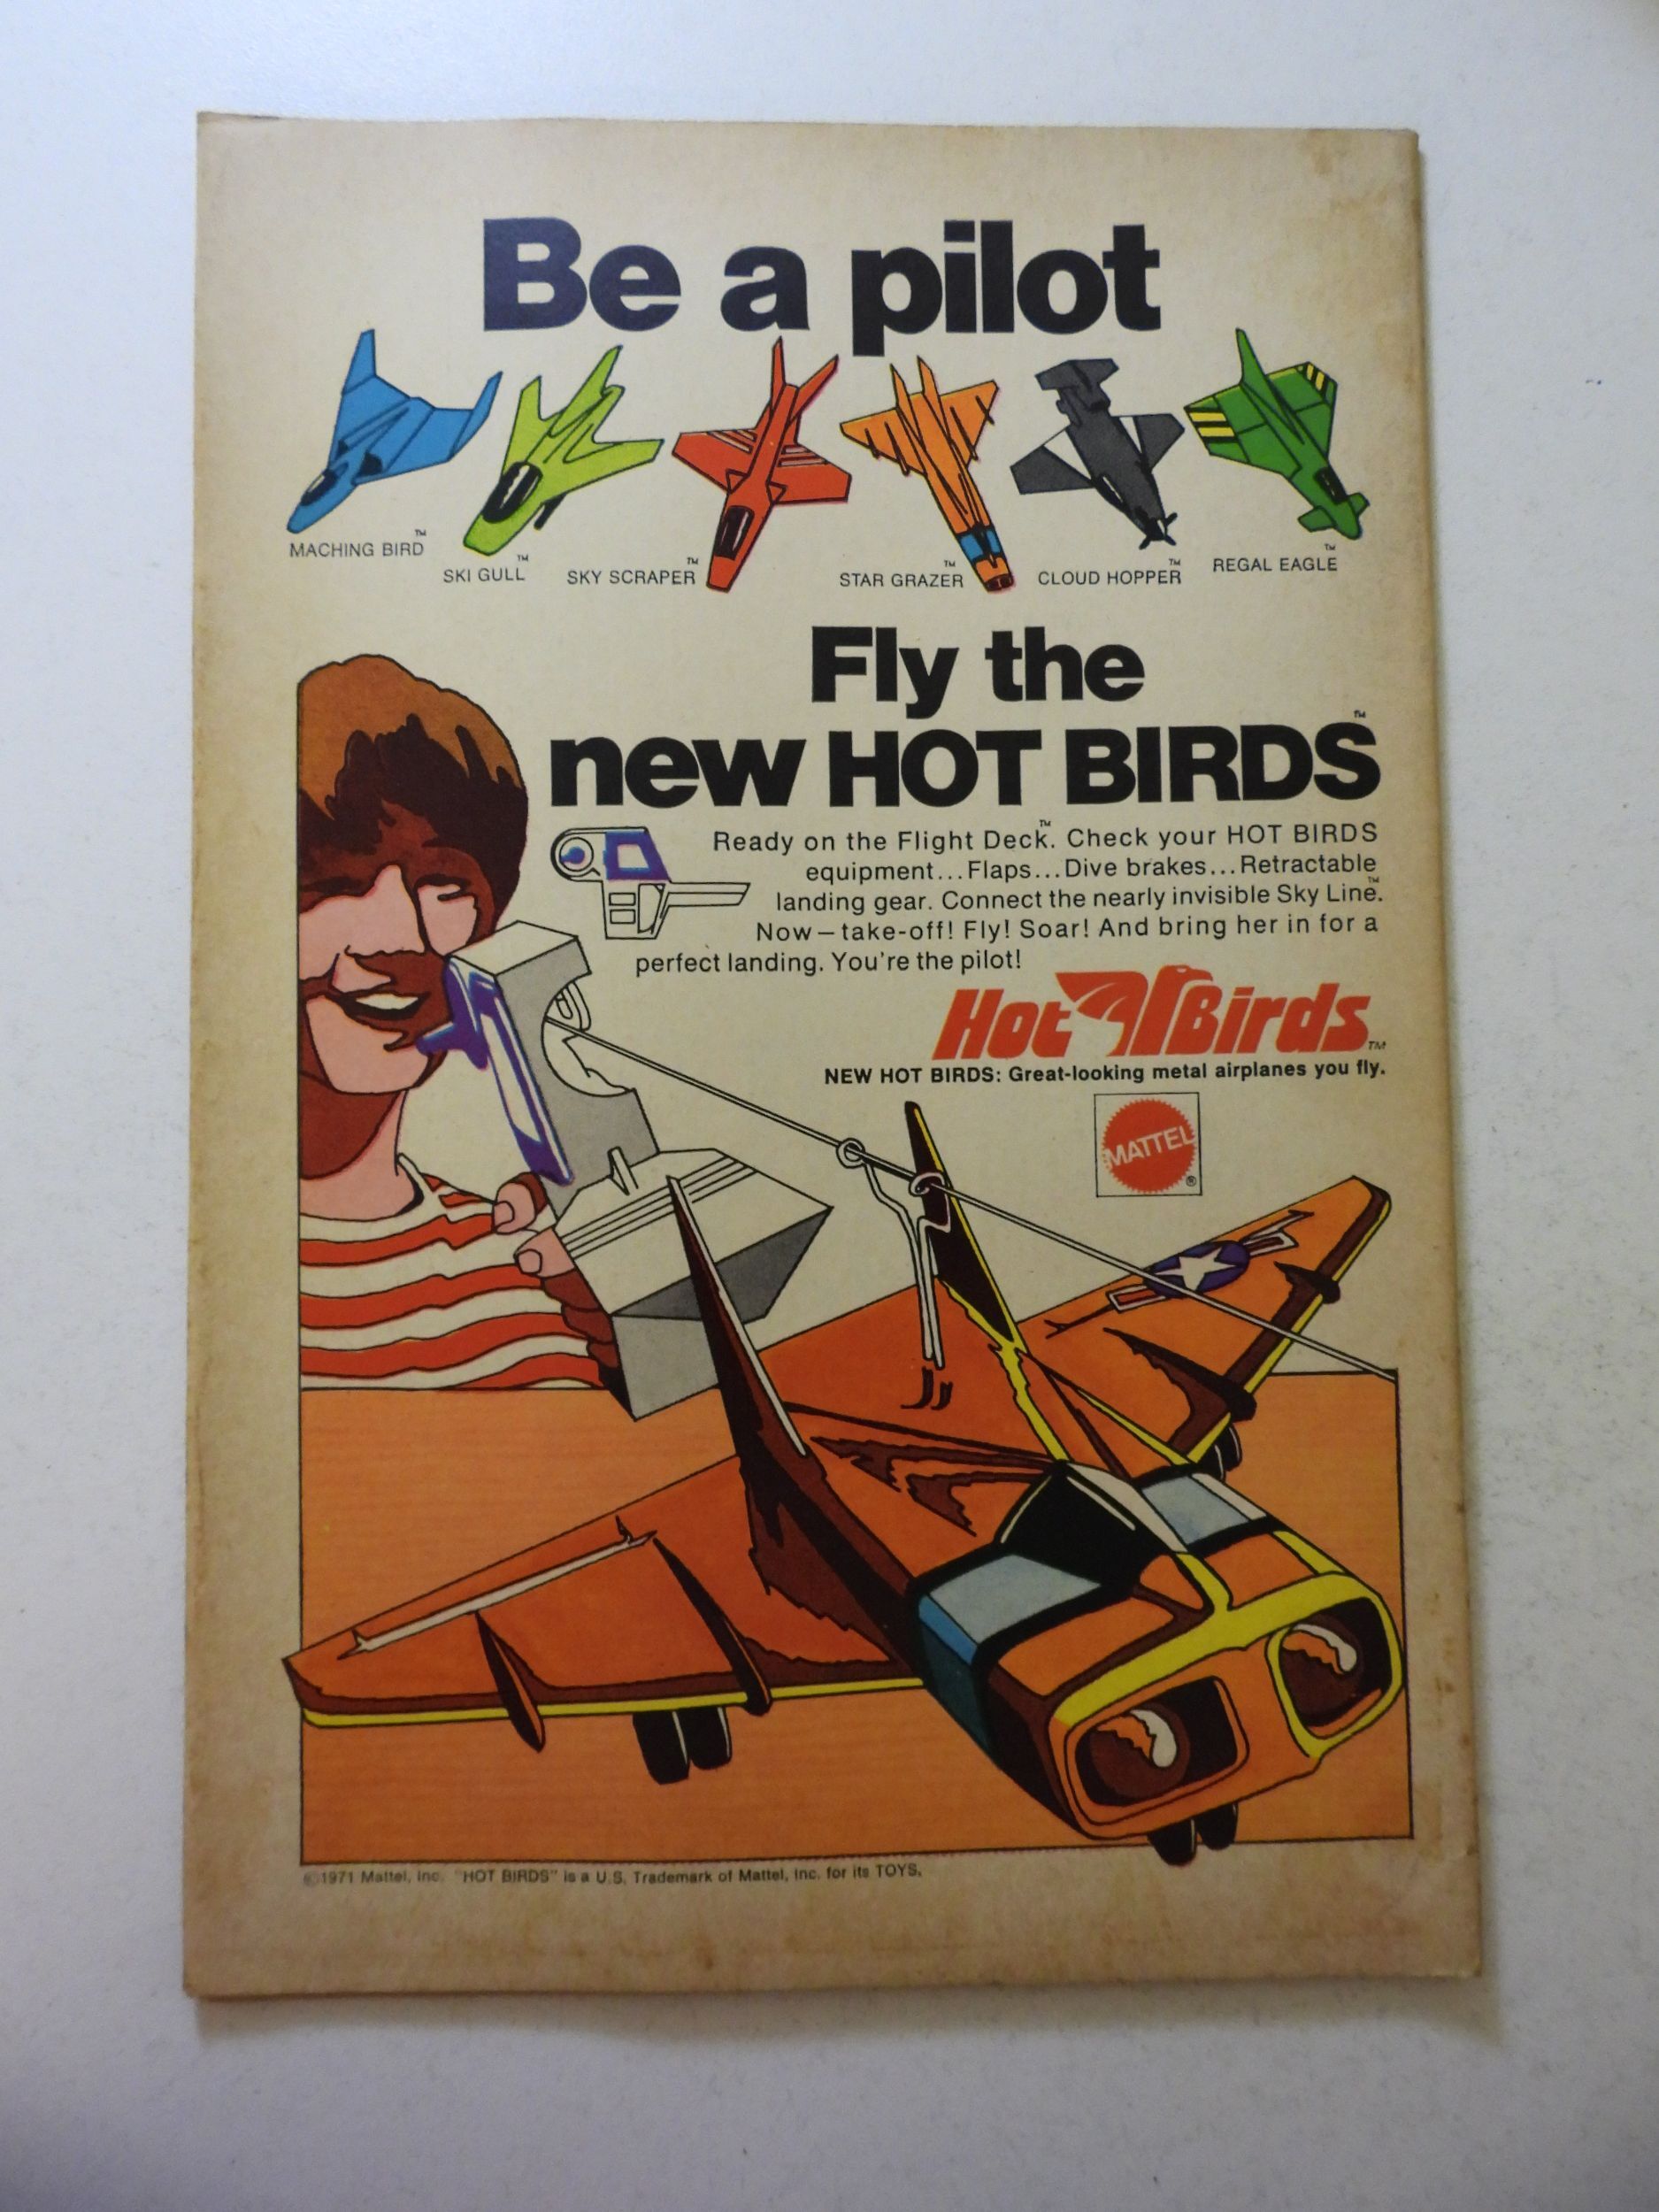 Be a pilot
MACHING BIRD™
SKI GULL™
SKY SCRAPER™
STAR GRAZER™
CLOUD HOPPER™
REGAL EAGLE™
Fly the
new HOT BIRDS™
Ready on the Flight Deck™. Check your HOT BIRDS
equipment...Flaps...Dive brakes...Retractable
landing gear. Connect the nearly invisible Sky Line™.
Now—take-off! Fly! Soar! And bring her in for a
perfect landing. You're the pilot!
Hot Birds™
NEW HOT BIRDS: Great-looking metal airplanes you fly.
MATTEL®
©1971 Mattel, Inc. "HOT BIRDS" is a U.S. Trademark of Mattel, Inc. for its TOYS.